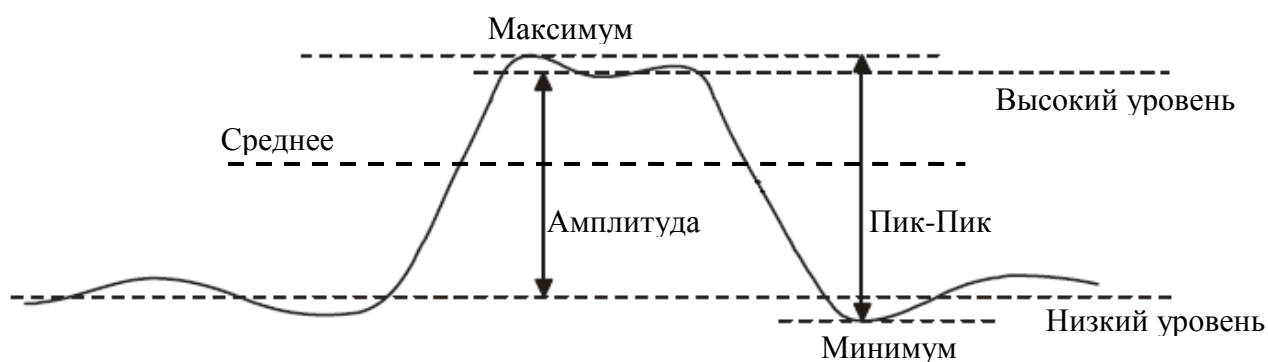 Максимум
Высокий уровень
Среднее
Амплитуда
Пик-Пик
Низкий уровень
Минимум